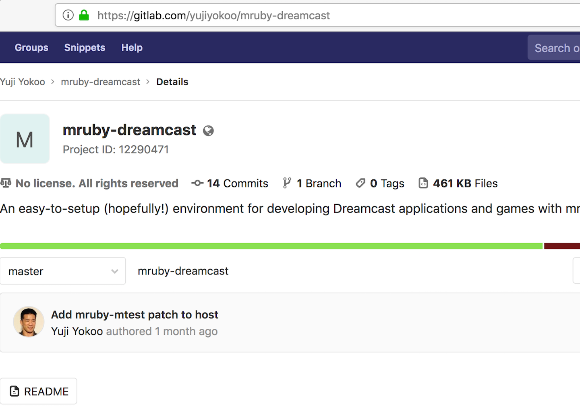 https://gitlab.com/yujiyokoo/mruby-dreamcast
Groups Snippets Help Search o
Yuji Yokoo > mruby-dreamcast > Details
M
mruby-dreamcast
Project ID: 12290471
No license. All rights reserved 14 Commits 1 Branch 0 Tags 461 KB Files
An easy-to-setup (hopefully!) environment for developing Dreamcast applications and games with mr
master mruby-dreamcast
Add mruby-mtest patch to host
Yuji Yokoo authored 1 month ago
README